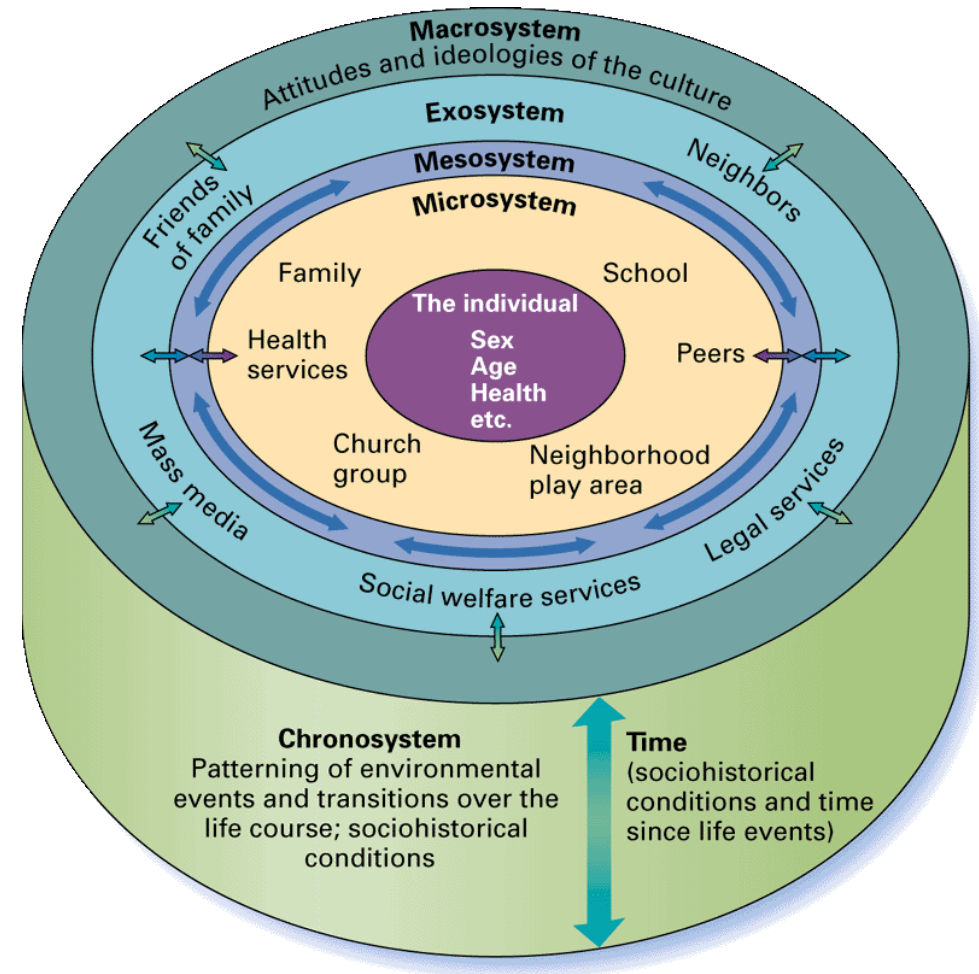 Macrosystem
Attitudes and ideologies of the culture
Exosystem
Mesosystem
Microsystem
Friends
of family
Neighbors
Family
School
The individual
Sex
Age
Health
etc.
Health
services
Peers
Church
group
Neighborhood
play area
Mass media
Legal services
Social welfare services
Chronosystem
Patterning of environmental
events and transitions over the
life course; sociohistorical
conditions
Time
(sociohistorical
conditions and time
since life events)